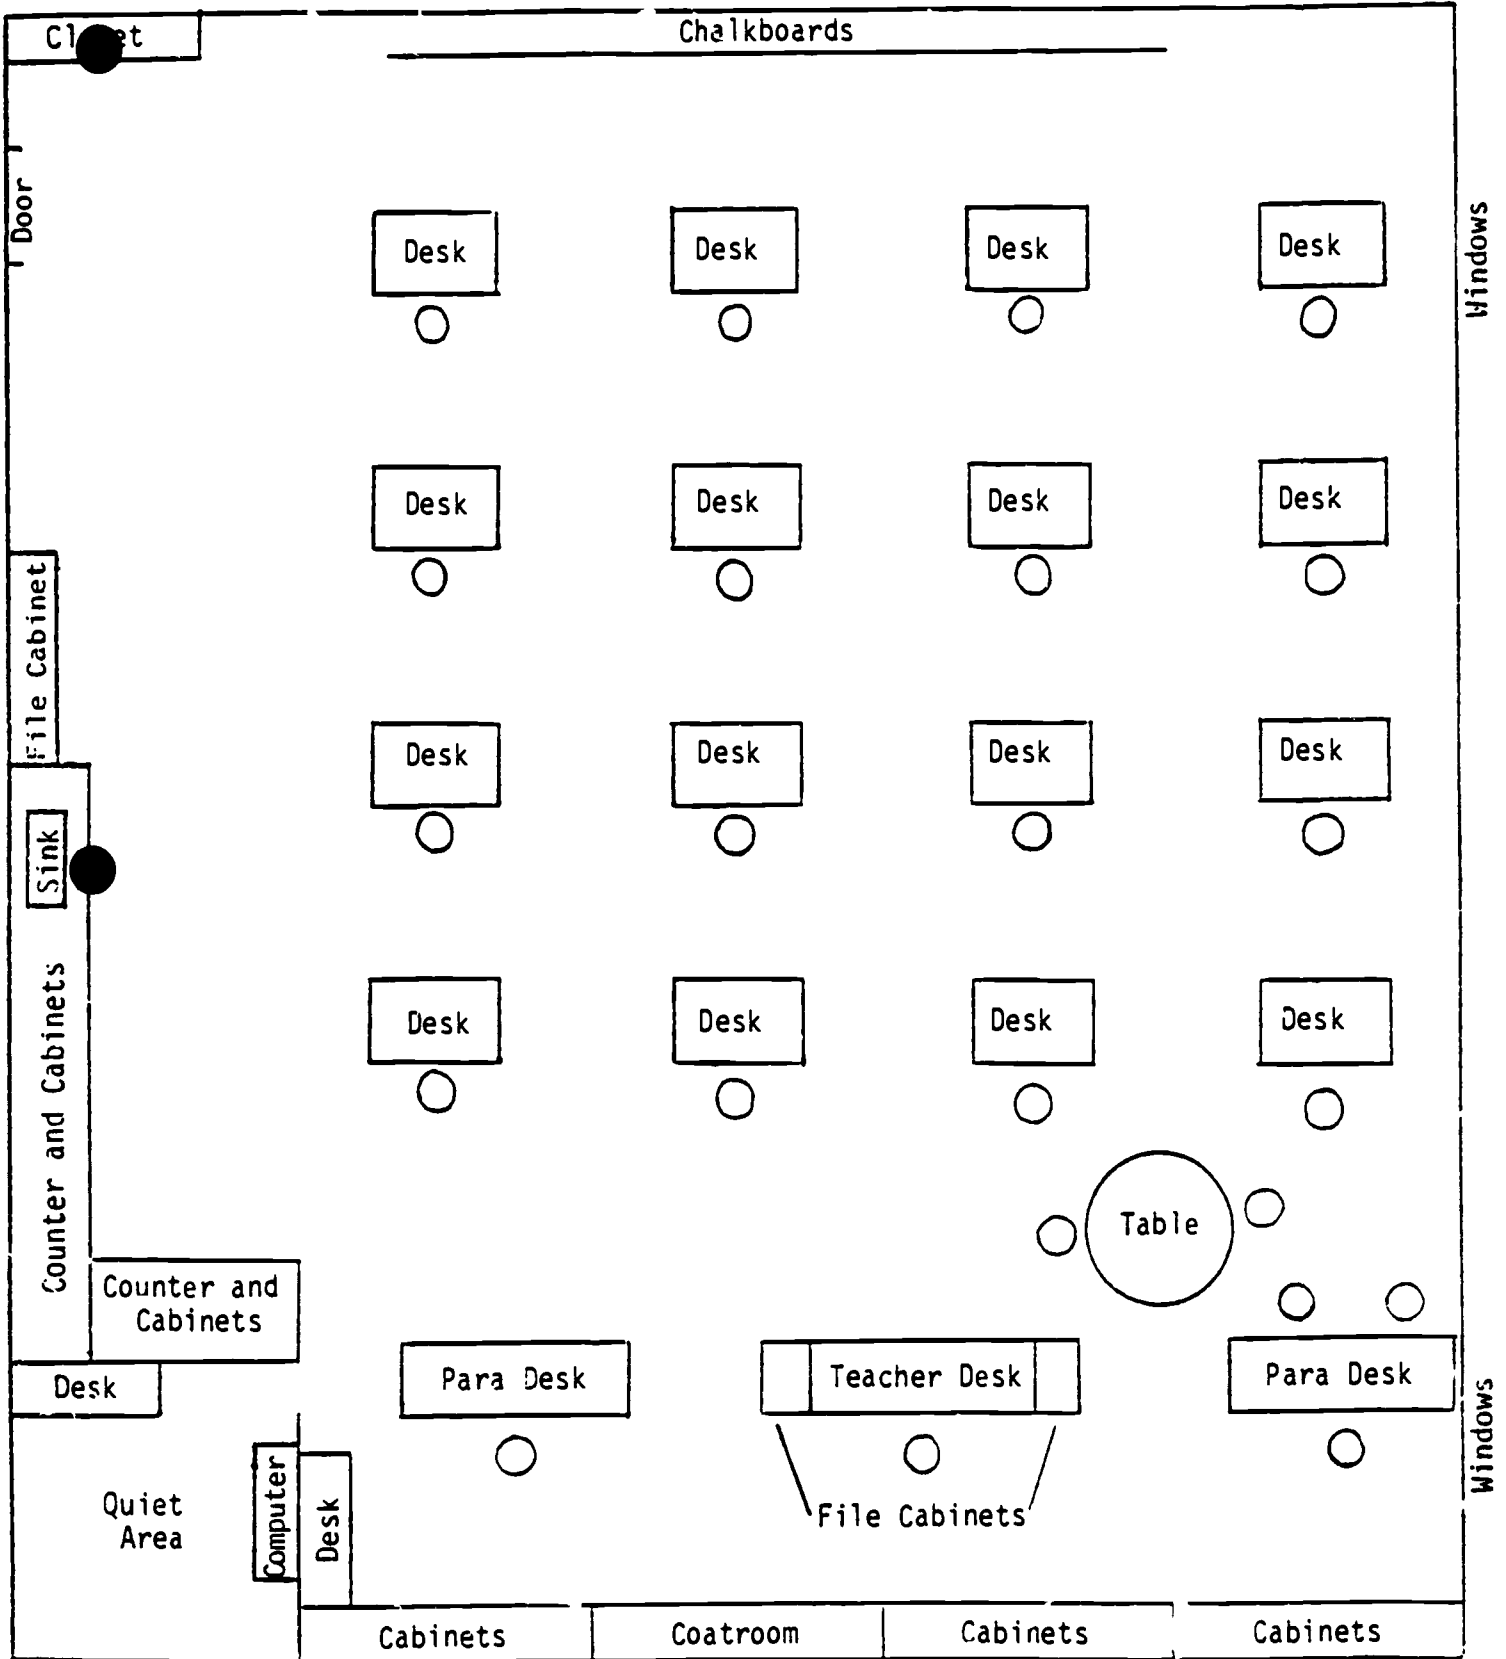 Chalkboards
Door
Windows
Desk Desk Desk Desk
Desk Desk Desk Desk
File Cabinet
Desk Desk Desk Desk
Sink
Counter and Cabinets
Desk Desk Desk Desk
Table
Counter and
Cabinets
Desk
Para Desk
Teacher Desk
Para Desk
Windows
Quiet
Area
Computer
Desk
File Cabinets
Cabinets
Coatroom
Cabinets
Cabinets